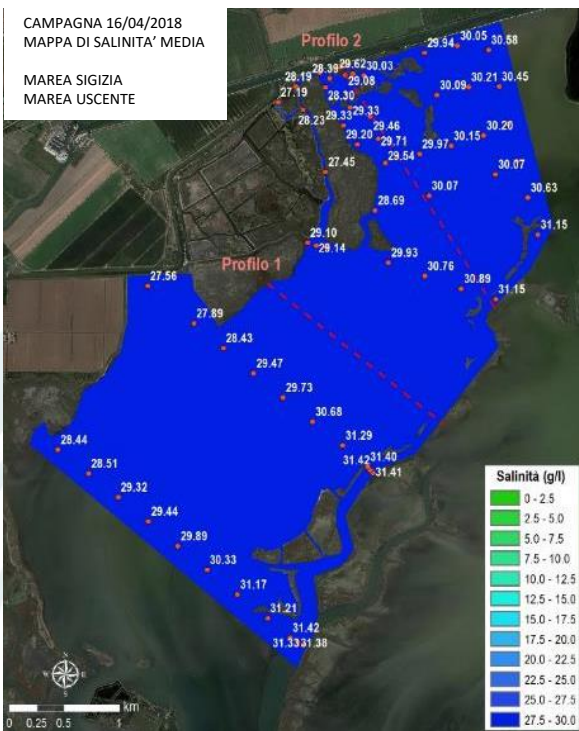 CAMPAGNA 16/04/2018
MAPPA DI SALINITA’ MEDIA
MAREA SIGIZIA
MAREA USCENTE
Profilo 2
29.94
30.05
30.58
28.19
28.38
29.62
30.03
29.08
27.19
28.30
30.09
30.21
30.45
28.23
29.33
29.33
29.46
29.20
29.71
30.15
30.20
29.54
29.97
27.45
30.07
30.07
30.63
28.69
31.15
29.10
29.14
29.93
30.76
30.89
31.15
Profilo 1
27.56
27.89
28.43
29.47
29.73
30.68
31.29
31.42
31.40
31.41
28.44
28.51
29.32
29.44
29.89
30.33
31.17
31.21
31.42
31.33
31.38
Salinità (g/l)
0 - 2.5
2.5 - 5.0
5.0 - 7.5
7.5 - 10.0
10.0 - 12.5
12.5 - 15.0
15.0 - 17.5
17.5 - 20.0
20.0 - 22.5
22.5 - 25.0
25.0 - 27.5
27.5 - 30.0
N
S
km
0 0.25 0.5 1